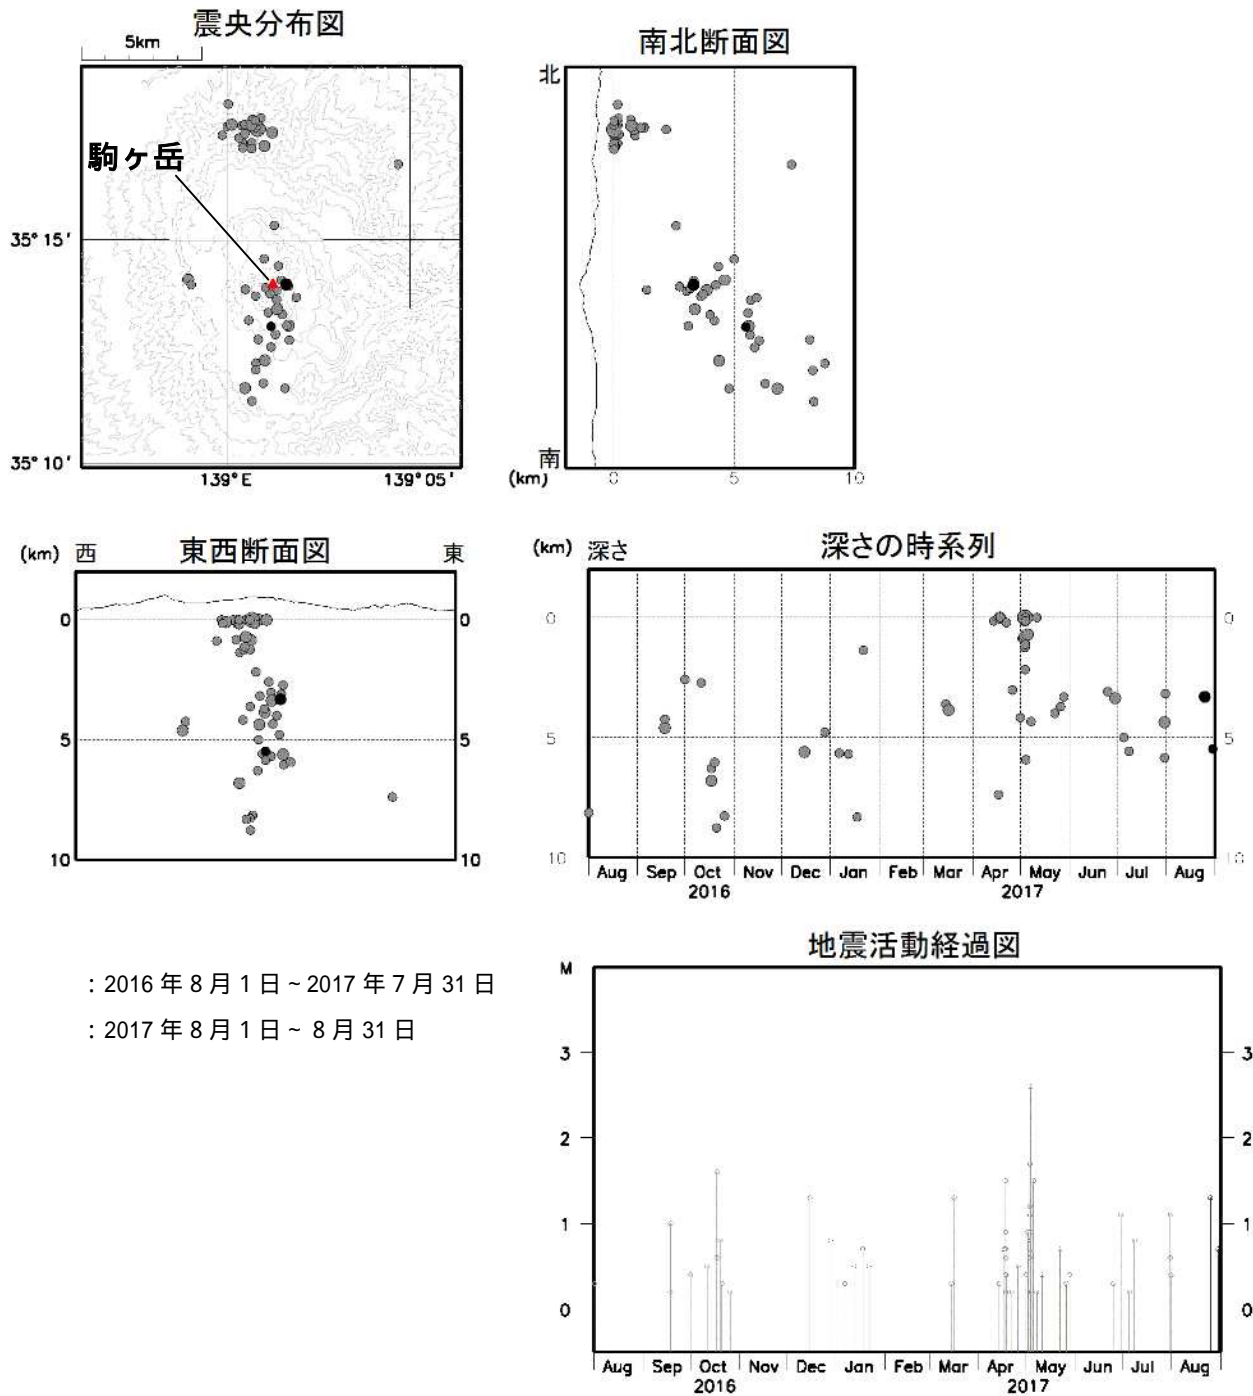 震央分布図
5km
駒ヶ岳
35° 15'
35° 10'
139° E
139° 05'
南北断面図
北
南
(km)
0
5
10
東西断面図
(km)
西
東
0
5
10
0
5
10
深さの時系列
(km)
深さ
0
5
10
0
5
10
Aug Sep Oct Nov Dec Jan Feb Mar Apr May Jun Jul Aug
2016 2017
: 2016 年 8 月 1 日 ~ 2017 年 7 月 31 日
: 2017 年 8 月 1 日 ~ 8 月 31 日
地震活動経過図
M
3
2
1
0
3
2
1
0
Aug Sep Oct Nov Dec Jan Feb Mar Apr May Jun Jul Aug
2016 2017